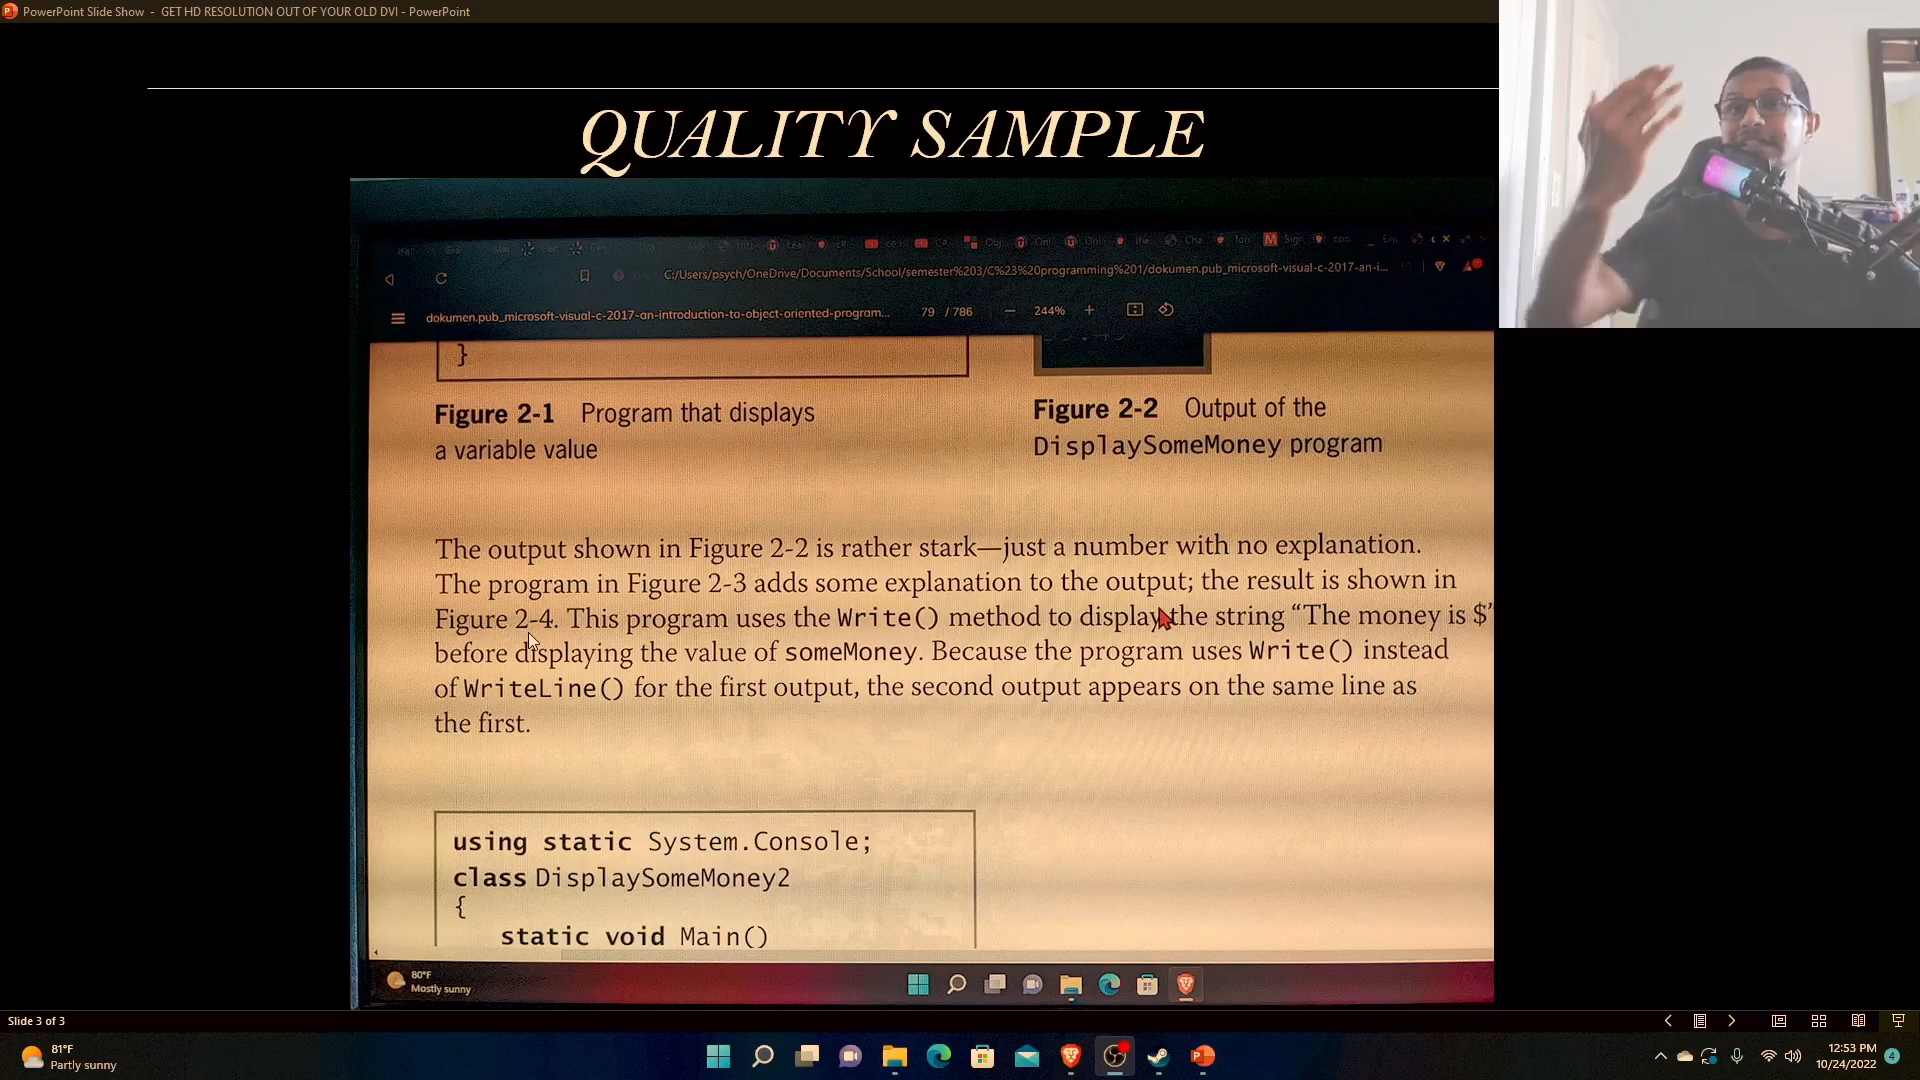 PowerPoint Slide Show - GET HD RESOLUTION OUT OF YOUR OLD DVI - PowerPoint
QUALITY SAMPLE
C:/Users/psych/OneDrive/Documents/School/semester%203/C%23%20programming%201/dokumen.pub_microsoft-visual-c-2017-an-i...
dokumen.pub_microsoft-visual-c-2017-an-introduction-to-object-oriented-program... 79 / 786 — 244% +
}
Figure 2-1 Program that displays
a variable value
Figure 2-2 Output of the
DisplaySomeMoney program
The output shown in Figure 2-2 is rather stark—just a number with no explanation.
The program in Figure 2-3 adds some explanation to the output; the result is shown in
Figure 2-4. This program uses the Write() method to display the string “The money is $”
before displaying the value of someMoney. Because the program uses Write() instead
of WriteLine() for the first output, the second output appears on the same line as
the first.
using static System.Console;
class DisplaySomeMoney2
{
static void Main()
80°F
Mostly sunny
Slide 3 of 3
81°F
Partly sunny
12:53 PM
10/24/2022
4